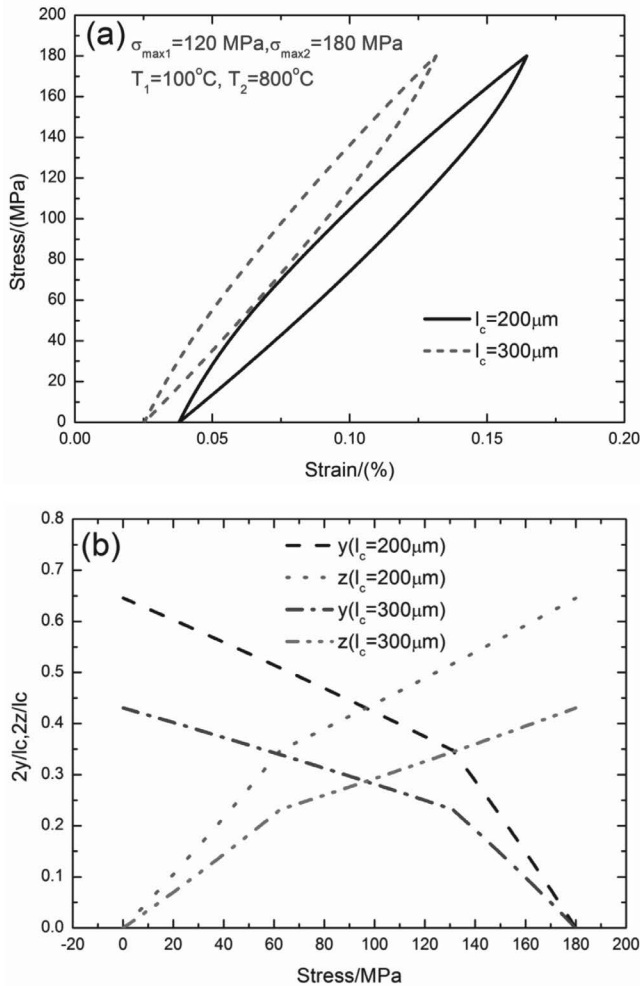 (a)
σmax1=120 MPa,σmax2=180 MPa
T1=100°C, T2=800°C
200
180
160
140
120
100
80
60
40
20
0
Stress/(MPa)
lc=200μm
lc=300μm
0.00 0.05 0.10 0.15 0.20
Strain/(%)
(b)
y(lc=200μm)
z(lc=200μm)
y(lc=300μm)
z(lc=300μm)
0.8
0.7
0.6
0.5
0.4
0.3
0.2
0.1
0.0
2y/lc,2z/lc
-20 0 20 40 60 80 100 120 140 160 180 200
Stress/MPa